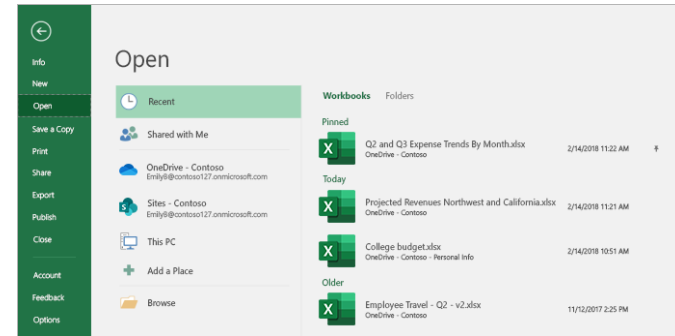 Info
New
Open
Save a Copy
Print
Share
Export
Publish
Close
Account
Feedback
Options
Open
Recent
Shared with Me
OneDrive - Contoso
Emily8@contoso127.onmicrosoft.com
Sites - Contoso
Emily8@contoso127.onmicrosoft.com
This PC
Add a Place
Browse
Workbooks Folders
Pinned
X
Q2 and Q3 Expense Trends By Month.xlsx 2/14/2018 11:22 AM
OneDrive - Contoso
Today
X
Projected Revenues Northwest and California.xlsx 2/14/2018 11:21 AM
OneDrive - Contoso
X
College budget.xlsx 2/14/2018 10:51 AM
OneDrive - Contoso - Personal Info
Older
X
Employee Travel - Q2 - v2.xlsx 11/12/2017 2:25 PM
OneDrive - Contoso